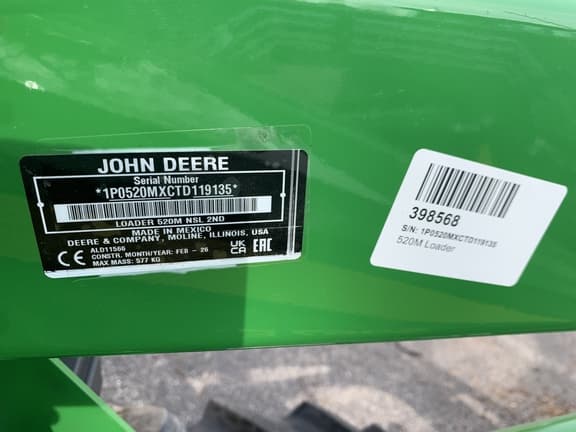 JOHN DEERE
Serial Number
*1P0520MXCTD119135*
LOADER 520M NSL 2ND
MADE IN MEXICO
DEERE & COMPANY, MOLINE, ILLINOIS, USA
ALO11566
CE CONSTR. MONTH/YEAR: FEB - 26
MAX.MASS: 577 KG
UK
CA
EAC
398568
S/N: 1P0520MXCTD119135
520M Loader